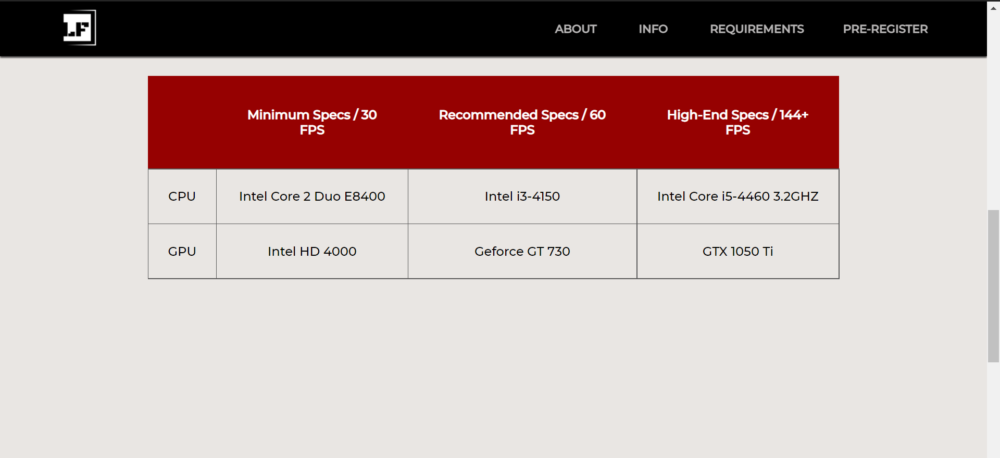 LF
ABOUT INFO REQUIREMENTS PRE-REGISTER
Minimum Specs / 30 FPS
Recommended Specs / 60 FPS
High-End Specs / 144+ FPS
CPU Intel Core 2 Duo E8400 Intel i3-4150 Intel Core i5-4460 3.2GHZ
GPU Intel HD 4000 Geforce GT 730 GTX 1050 Ti